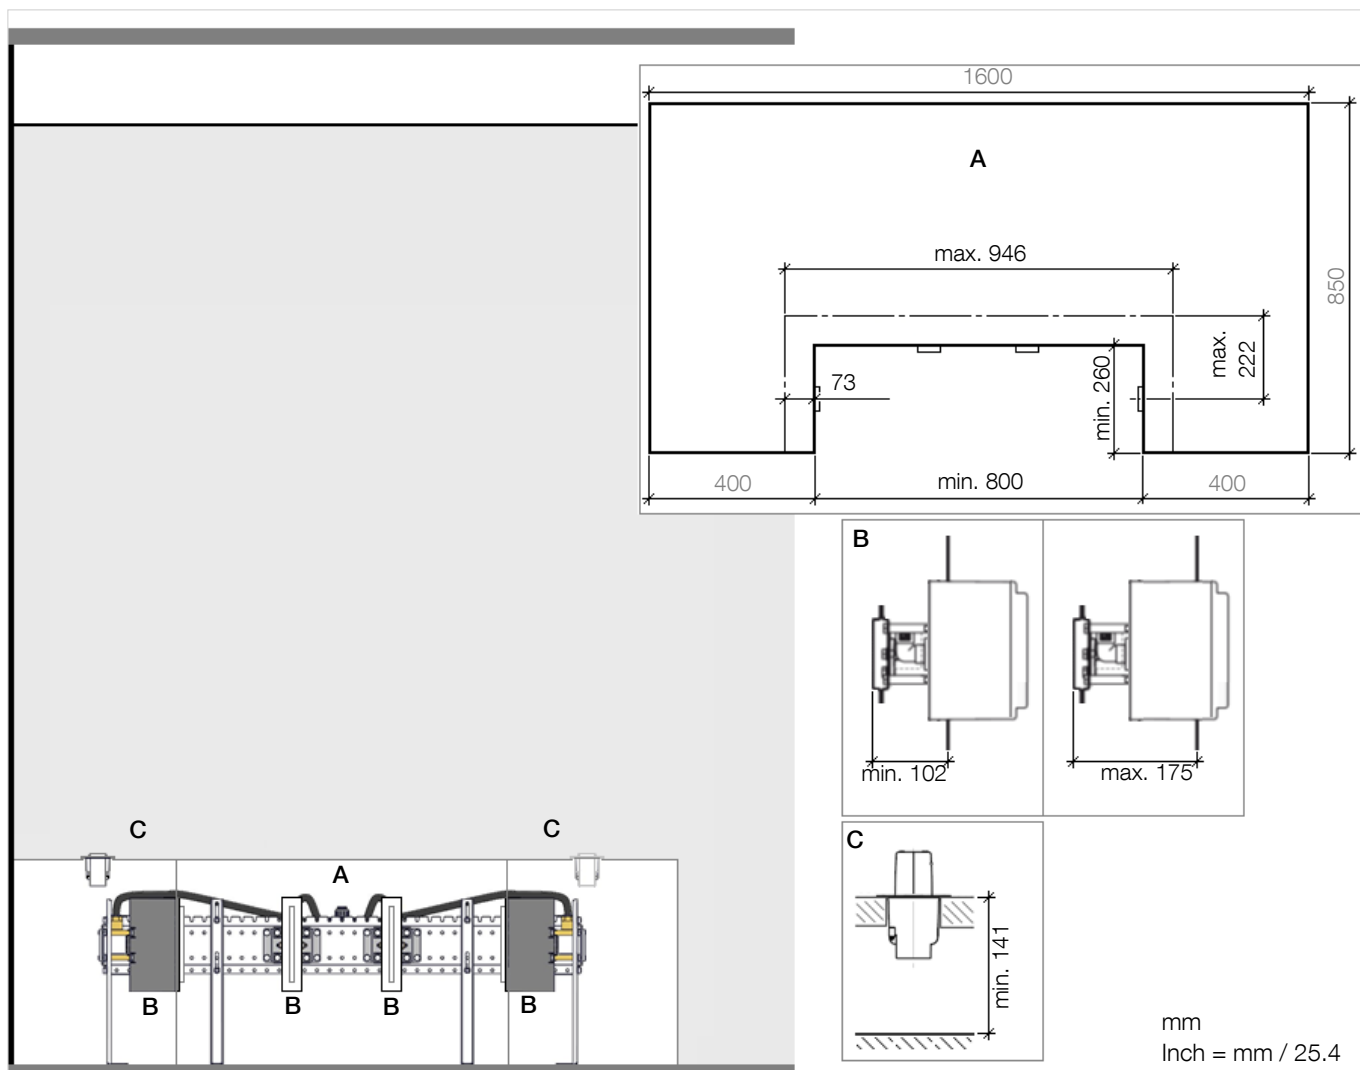 1600
A
max. 946
850
max.
222
min. 260
73
400
min. 800
400
B
min. 102
max. 175
C
C
A
B
B
B
B
C
min. 141
mm
Inch = mm / 25.4